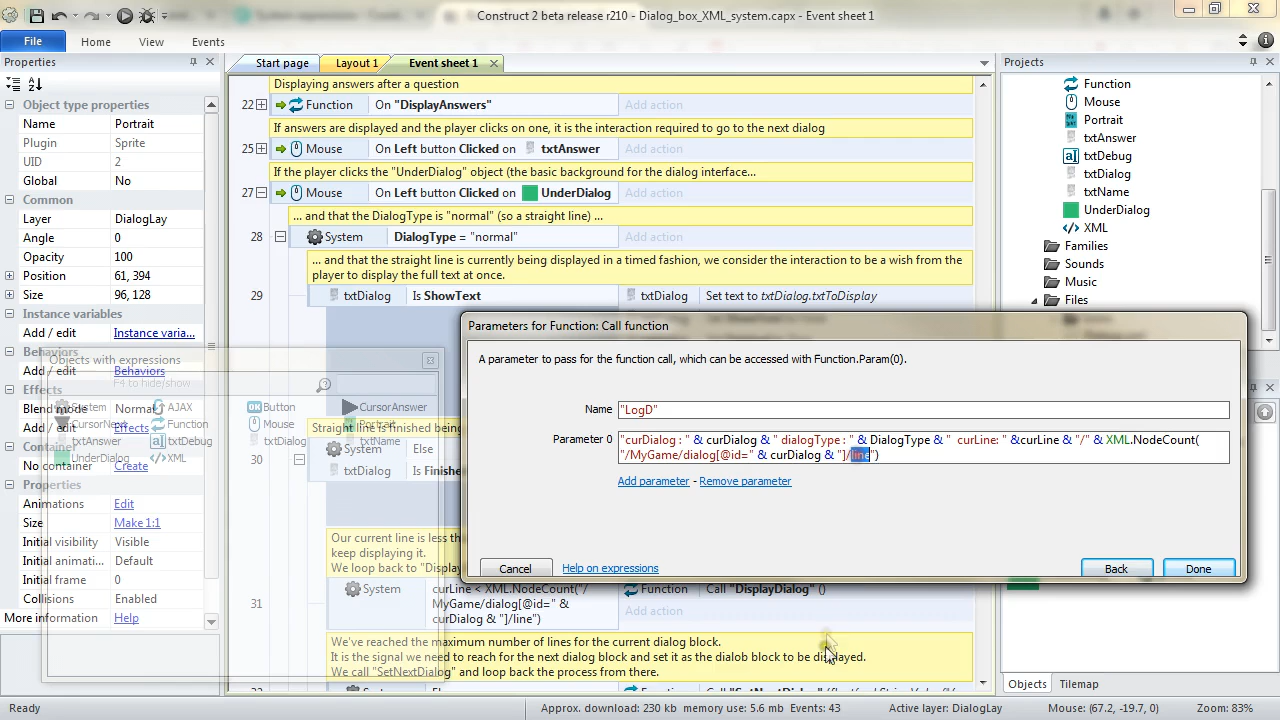 Construct 2 beta release r210 - Dialog_box_XML_system.capx - Event sheet 1
File
Home
View
Events
Properties
Start page
Layout 1
Event sheet 1
Projects
Object type properties
Name Portrait
Plugin Sprite
UID 2
Global No
Common
Layer DialogLay
Angle 0
Opacity 100
Position 61, 394
Size 96, 128
Instance variables
Add / edit Instance varia...
Behaviors
Add / edit Behaviors
Effects
Blend mode Normal
Add / edit Effects
Container
No container Create
Properties
Animations Edit
Size Make 1:1
Initial visibility Visible
Initial animati... Default
Initial frame 0
Collisions Enabled
More information Help
Objects with expressions
F4 to hide/show
System
AJAX
Button
CursorAnswer
CursorNext
Function
Mouse
Portrait
txtAnswer
txtDebug
txtDialog
txtName
UnderDialog
XML
Displaying answers after a question
22 Function On "DisplayAnswers" Add action
If answers are displayed and the player clicks on one, it is the interaction required to go to the next dialog
25 Mouse On Left button Clicked on txtAnswer Add action
If the player clicks the "UnderDialog" object (the basic background for the dialog interface...
27 Mouse On Left button Clicked on UnderDialog Add action
... and that the DialogType is "normal" (so a straight line) ...
28 System DialogType = "normal" Add action
... and that the straight line is currently being displayed in a timed fashion, we consider the interaction to be a wish from the
player to display the full text at once.
29 txtDialog Is ShowText txtDialog Set text to txtDialog.txtToDisplay
Straight line is finished being
30 System Else
txtDialog Is Finishe
Our current line is less tha
keep displaying it.
We loop back to "Displa
31 System curLine < XML.NodeCount("/
MyGame/dialog[@id=" &
curDialog & "]/line")
Function Call "DisplayDialog" ()
Add action
We've reached the maximum number of lines for the current dialog block.
It is the signal we need to reach for the next dialog block and set it as the dialob block to be displayed.
We call "SetNextDialog" and loop back the process from there.
Parameters for Function: Call function
A parameter to pass for the function call, which can be accessed with Function.Param(0).
Name "LogD"
Parameter 0 "curDialog : " & curDialog & " dialogType : " & DialogType & "  curLine: " &curLine & "/" & XML.NodeCount(
"/MyGame/dialog[@id=" & curDialog & "]/line")
Add parameter - Remove parameter
Cancel
Help on expressions
Back
Done
Function
Mouse
Portrait
txtAnswer
txtDebug
txtDialog
txtName
UnderDialog
XML
Families
Sounds
Music
Files
Objects
Tilemap
Ready
Approx. download: 230 kb memory use: 5.6 mb
Events: 43
Active layer: DialogLay
Mouse: (67.2, -19.7, 0)
Zoom: 83%